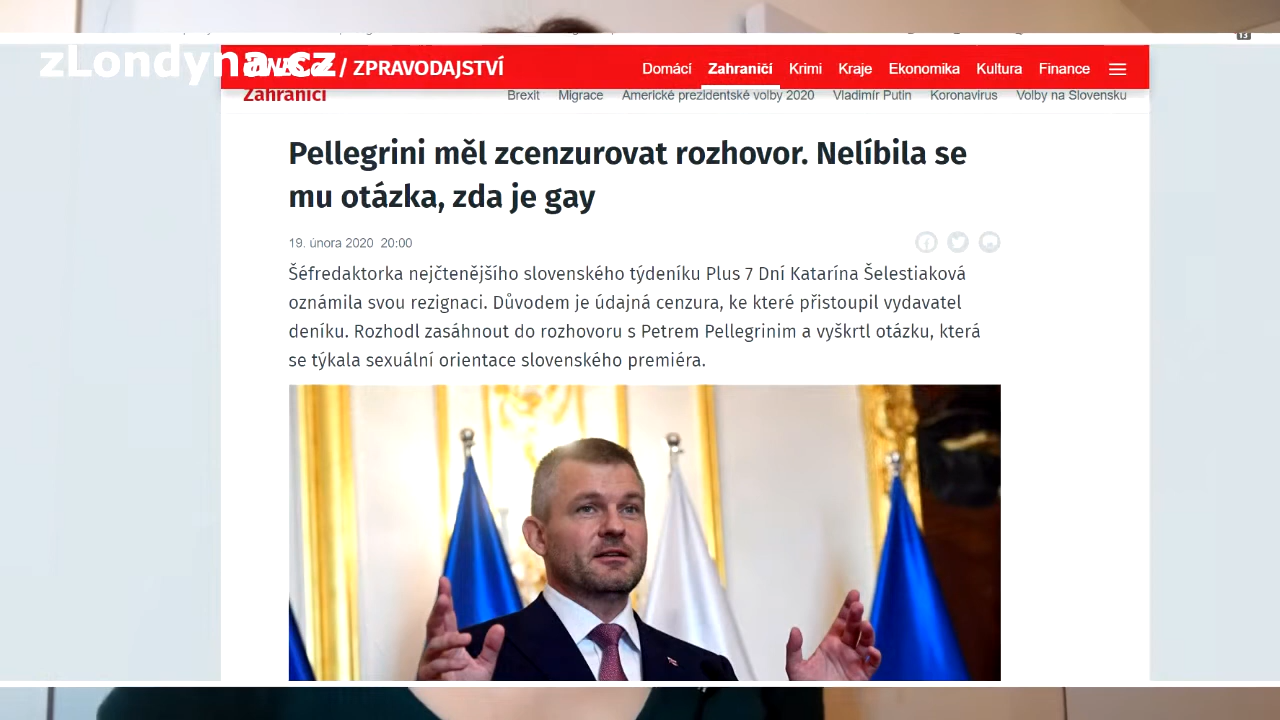 zLondyna.cz
/ ZPRAVODAJSTVÍ
Domácí Zahraničí Krimi Kraje Ekonomika Kultura Finance
Zahraničí
Brexit Migrace Americké prezidentské volby 2020 Vladimír Putin Koronavirus Volby na Slovensku
Pellegrini měl zcenzurovat rozhovor. Nelíbila se
mu otázka, zda je gay
19. února 2020 20:00
Šéfredaktorka nejčtenějšího slovenského týdeníku Plus 7 Dní Katarína Šelestiaková
oznámila svou rezignaci. Důvodem je údajná cenzura, ke které přistoupil vydavatel
deníku. Rozhodl zasáhnout do rozhovoru s Petrem Pellegrinim a vyškrtl otázku, která
se týkala sexuální orientace slovenského premiéra.